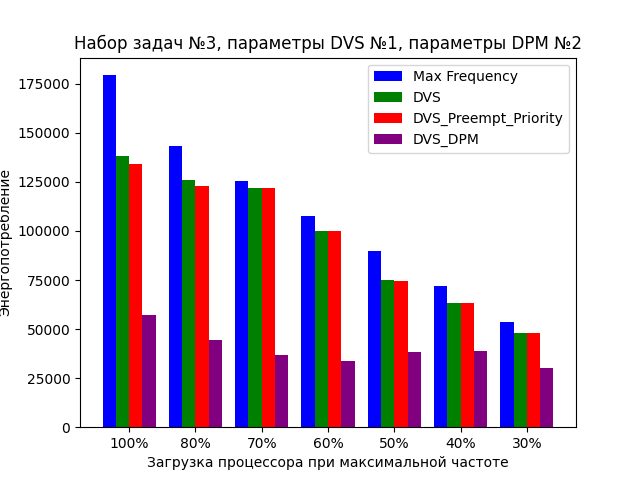 Набор задач №3, параметры DVS №1, параметры DPM №2
Max Frequency
DVS
DVS_Preempt_Priority
DVS_DPM
Энергопотребление
175000
150000
125000
100000
75000
50000
25000
0
100% 80% 70% 60% 50% 40% 30%
Загрузка процессора при максимальной частоте